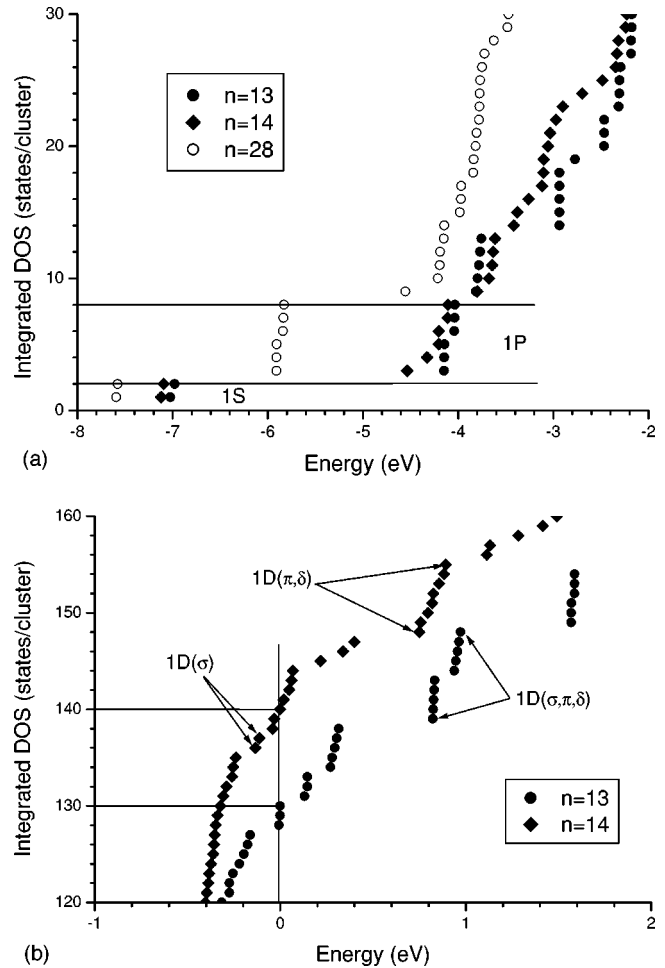 30
20
10
0
Integrated DOS (states/cluster)
n=13
n=14
n=28
1P
1S
-8 -7 -6 -5 -4 -3 -2
(a)
Energy (eV)
160
150
140
130
120
Integrated DOS (states/cluster)
1D(π,δ)
1D(σ)
1D(σ,π,δ)
n=13
n=14
-1 0 1 2
(b)
Energy (eV)